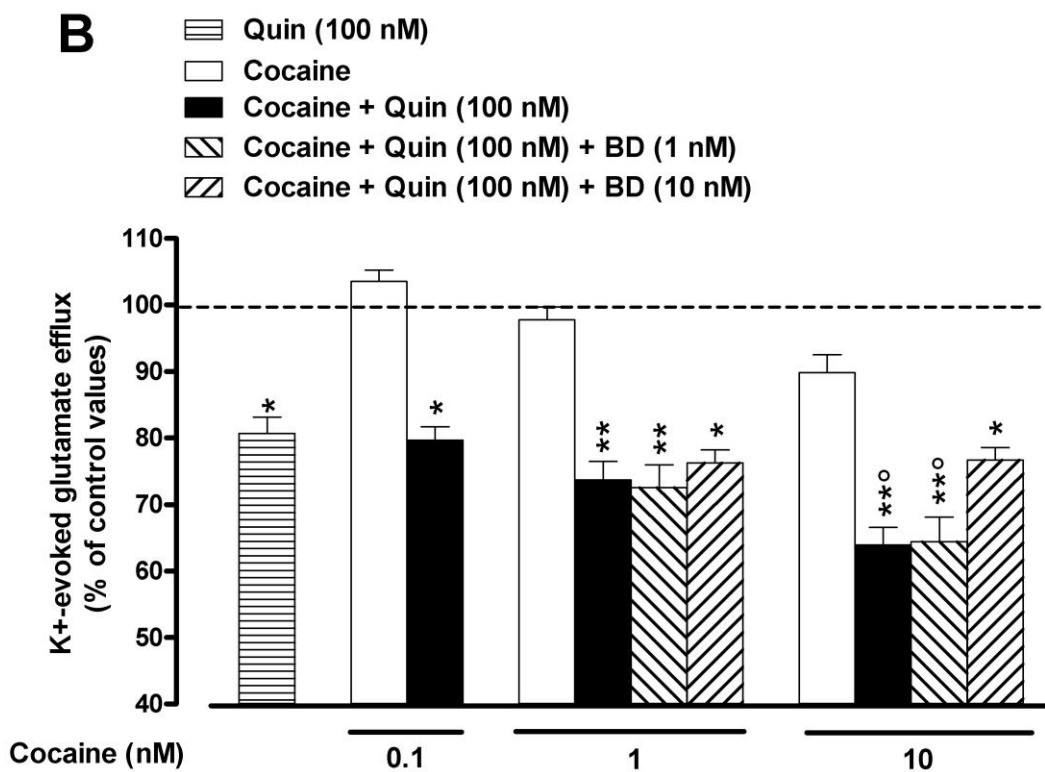 B
Quin (100 nM)
Cocaine
Cocaine + Quin (100 nM)
Cocaine + Quin (100 nM) + BD (1 nM)
Cocaine + Quin (100 nM) + BD (10 nM)
K+-evoked glutamate efflux
(% of control values)
110
100
90
80
70
60
50
40
*
*
**
**
*
**°
**°
*
Cocaine (nM)
0.1
1
10